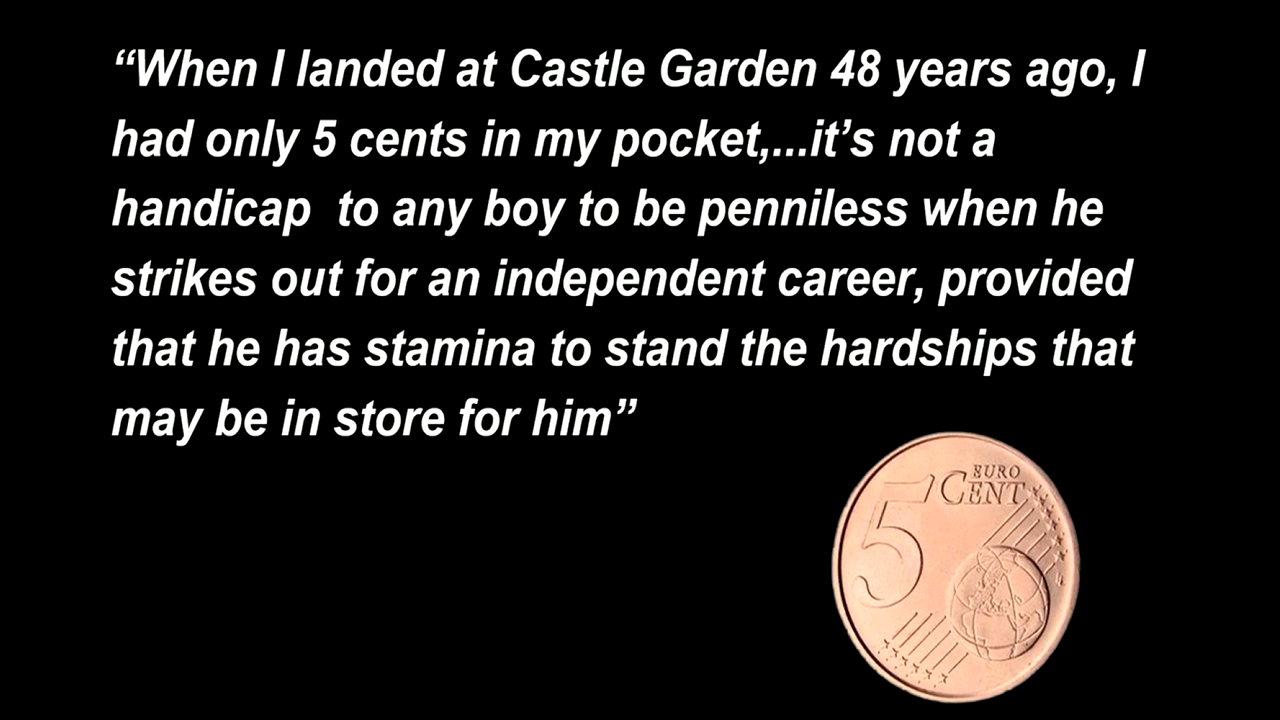 “When I landed at Castle Garden 48 years ago, I
had only 5 cents in my pocket,...it’s not a
handicap  to any boy to be penniless when he
strikes out for an independent career, provided
that he has stamina to stand the hardships that
may be in store for him”
5 EURO
CENT